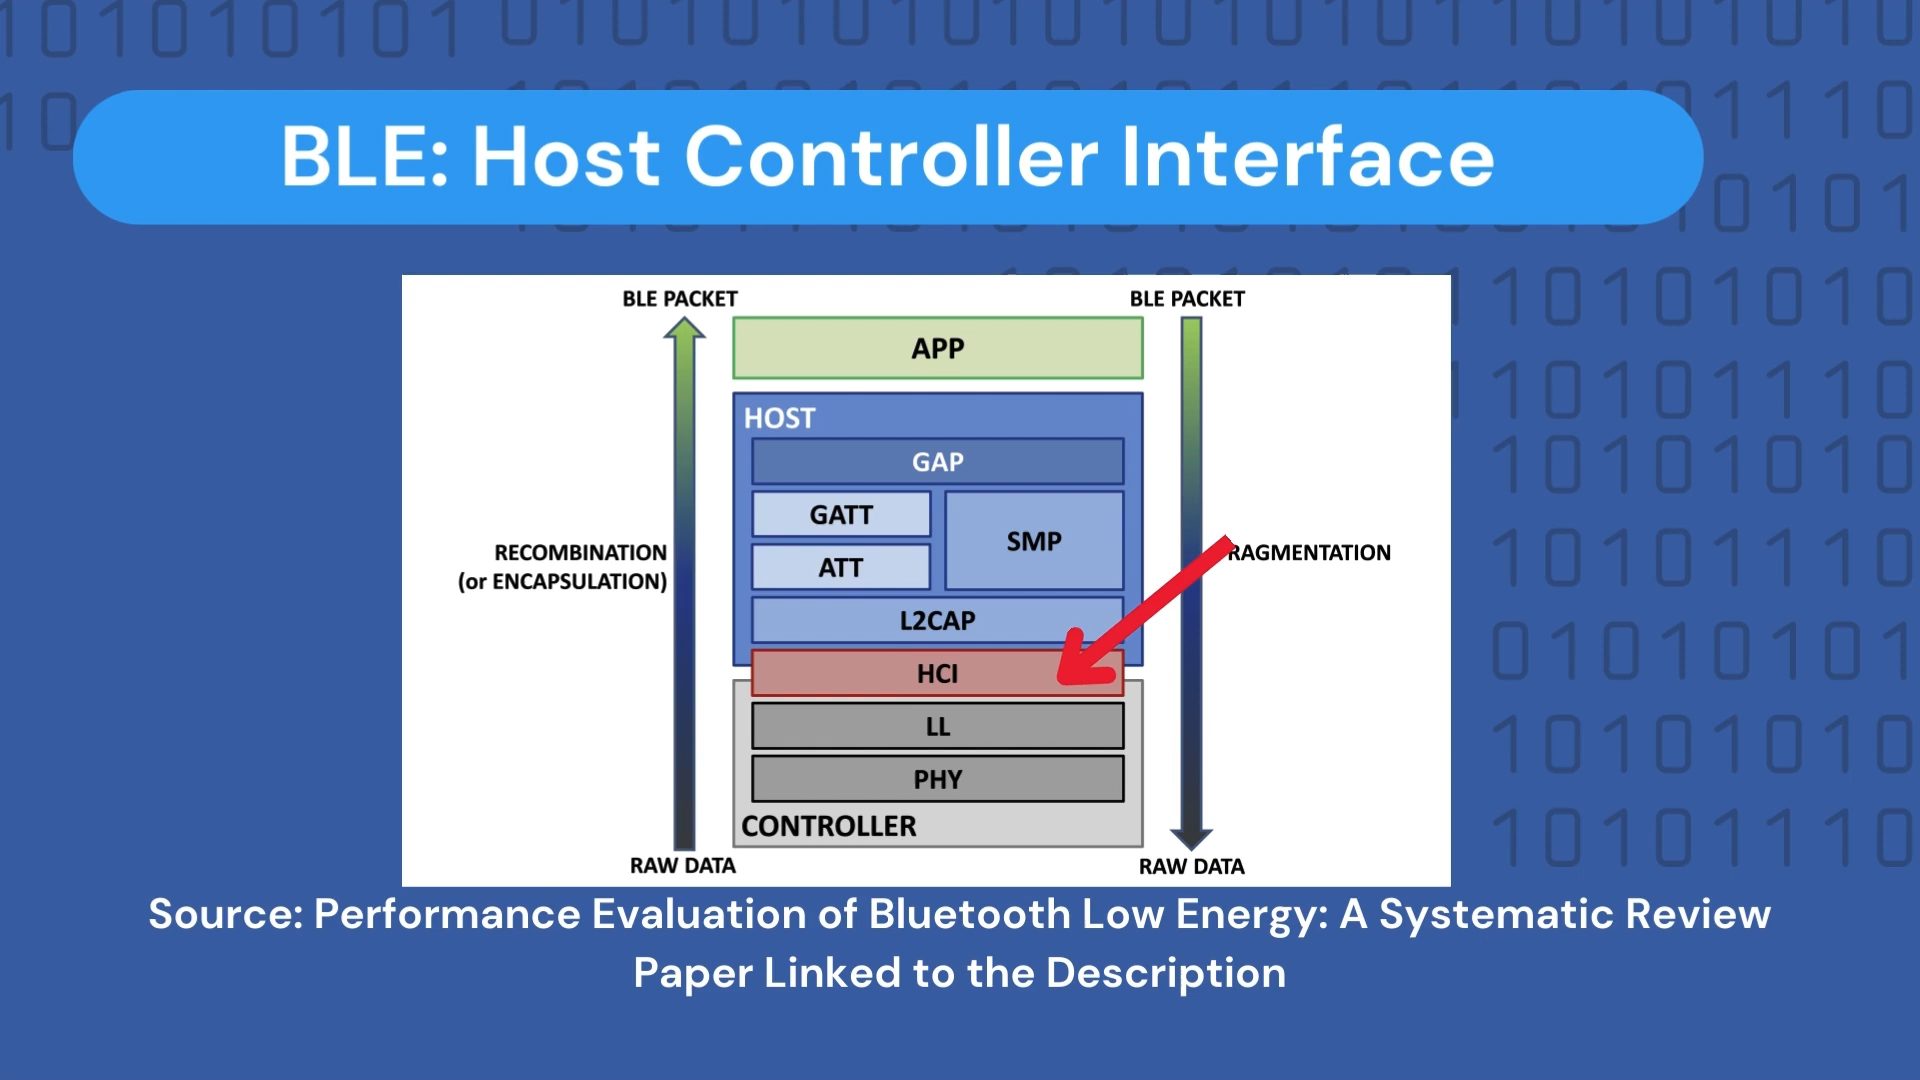 BLE: Host Controller Interface
BLE PACKET
BLE PACKET
APP
HOST
GAP
GATT
SMP
ATT
RECOMBINATION
(or ENCAPSULATION)
RAGMENTATION
L2CAP
HCI
LL
PHY
CONTROLLER
RAW DATA
RAW DATA
Source: Performance Evaluation of Bluetooth Low Energy: A Systematic Review
Paper Linked to the Description